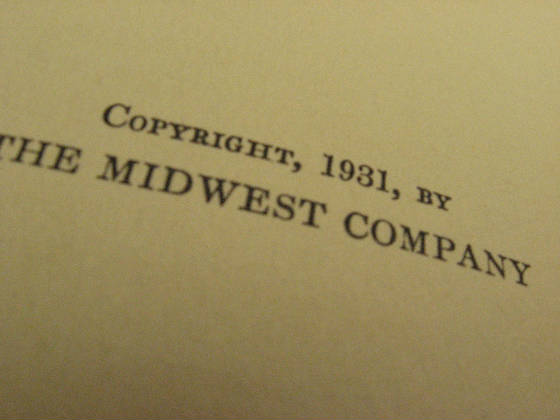 Copyright, 1931, by
THE MIDWEST COMPANY